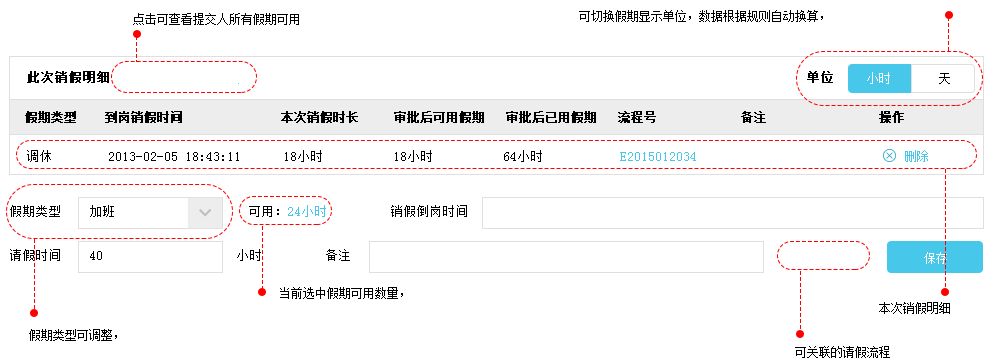 点击可查看提交人所有假期可用
可切换假期显示单位，数据根据规则自动换算，
此次销假明细
单位 小时 天
假期类型 到岗销假时间 本次销假时长 审批后可用假期 审批后已用假期 流程号 备注 操作
调休 2013-02-05 18:43:11 18小时 18小时 64小时 E2015012034 删除
假期类型 加班 可用：24小时 销假倒岗时间
请假时间 40 小时 备注 保存
当前选中假期可用数量，
本次销假明细
假期类型可调整，
可关联的请假流程